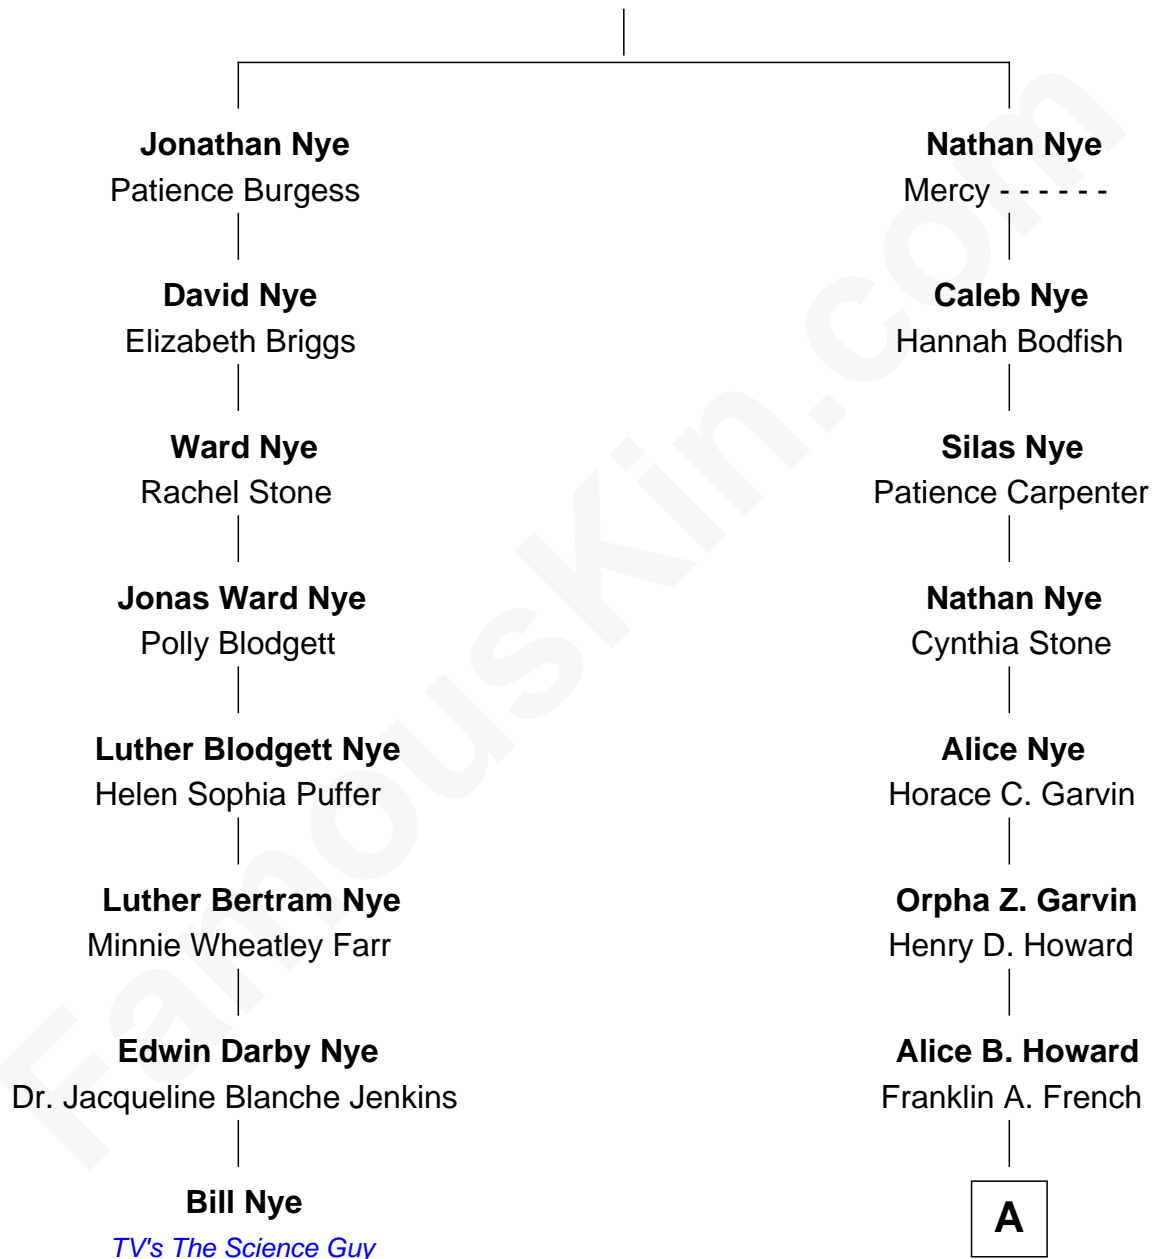 Jonathan Nye
Patience Burgess
David Nye
Elizabeth Briggs
Ward Nye
Rachel Stone
Jonas Ward Nye
Polly Blodgett
Luther Blodgett Nye
Helen Sophia Puffer
Luther Bertram Nye
Minnie Wheatley Farr
Edwin Darby Nye
Dr. Jacqueline Blanche Jenkins
Bill Nye
TV's The Science Guy
Nathan Nye
Mercy - - - - - -
Caleb Nye
Hannah Bodfish
Silas Nye
Patience Carpenter
Nathan Nye
Cynthia Stone
Alice Nye
Horace C. Garvin
Orpha Z. Garvin
Henry D. Howard
Alice B. Howard
Franklin A. French
A
FamousKin.com